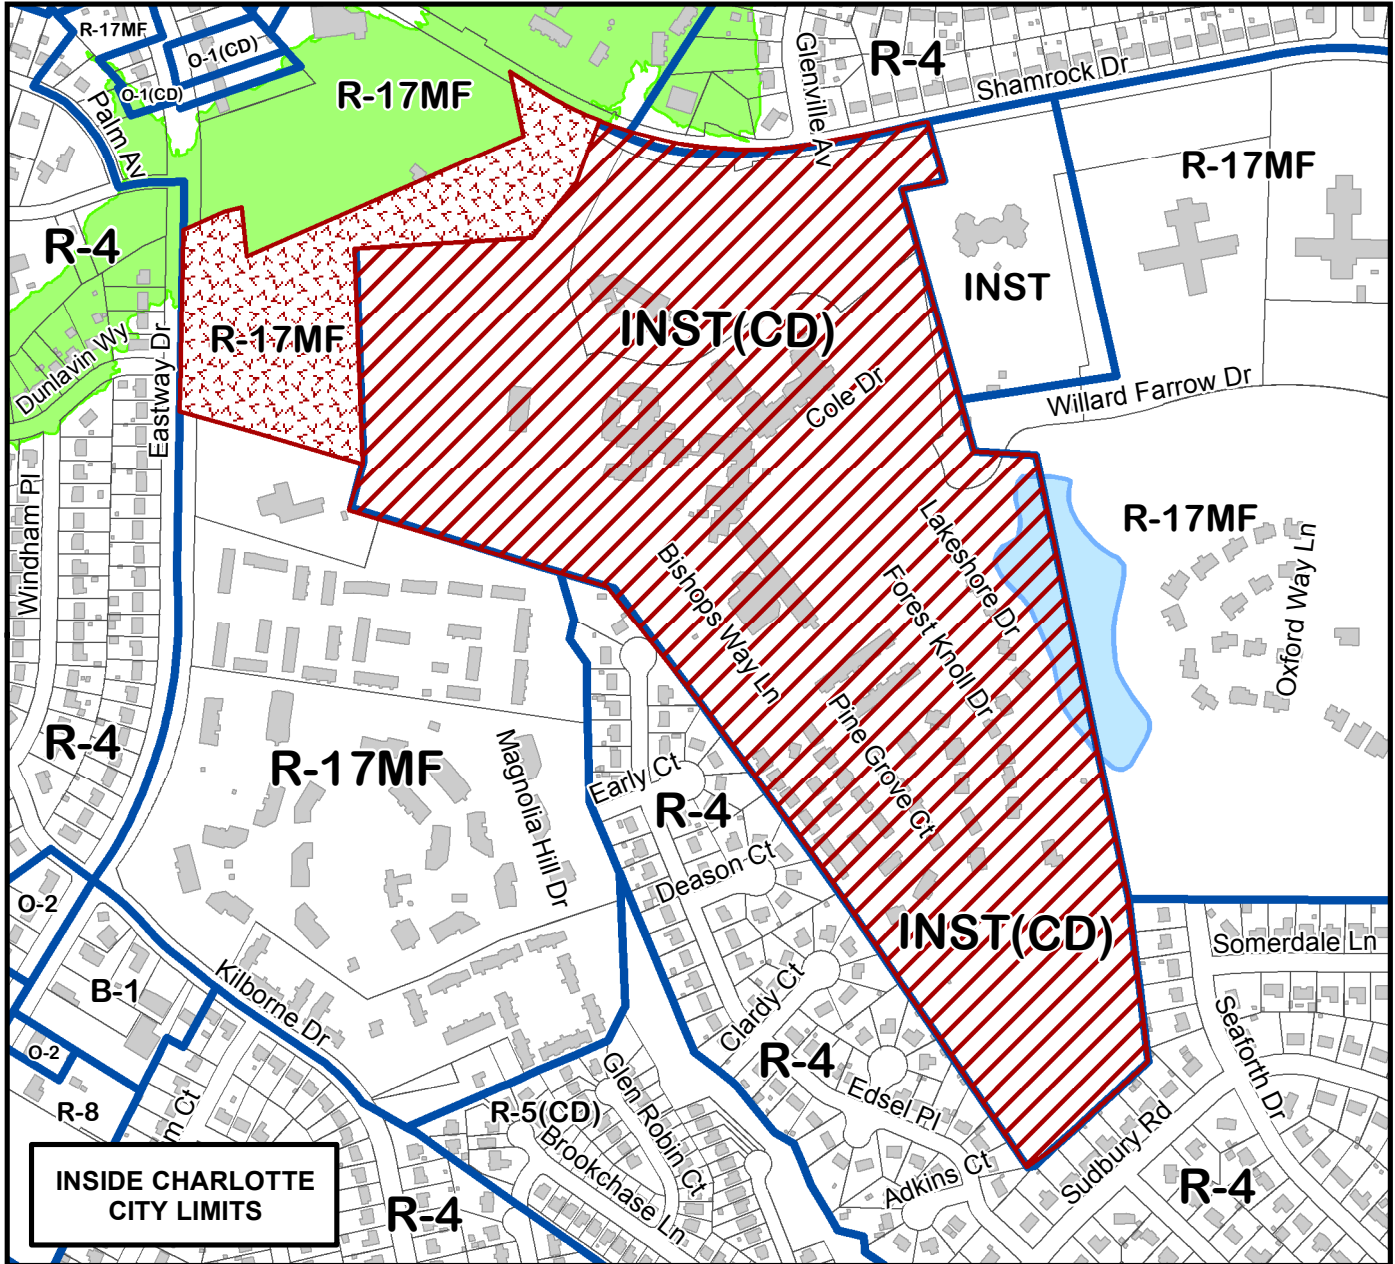 R-17MF
O-1(CD)
O-1(CD)
Palm Av
R-17MF
Glenville Av
R-4
Shamrock Dr
R-17MF
R-4
INST
INST(CD)
R-17MF
Dunlavin Wy
Eastway Dr
Cole Dr
Willard Farrow Dr
Windham Pl
R-17MF
Lakeshore Dr
Oxford Way Ln
Bishops Way Ln
Forest Knoll Dr
Pine Grove Ct
R-4
R-17MF
Magnolia Hill Dr
Early Ct
R-4
Deason Ct
O-2
INST(CD)
Somerdale Ln
B-1
Kilborne Dr
Clardy Ct
Seaforth Dr
O-2
R-4
Edsel Pl
Glen Robin Ct
R-8
m Ct
R-5(CD)
Brookchase Ln
Sudbury Rd
Adkins Ct
R-4
R-4
INSIDE CHARLOTTE
CITY LIMITS